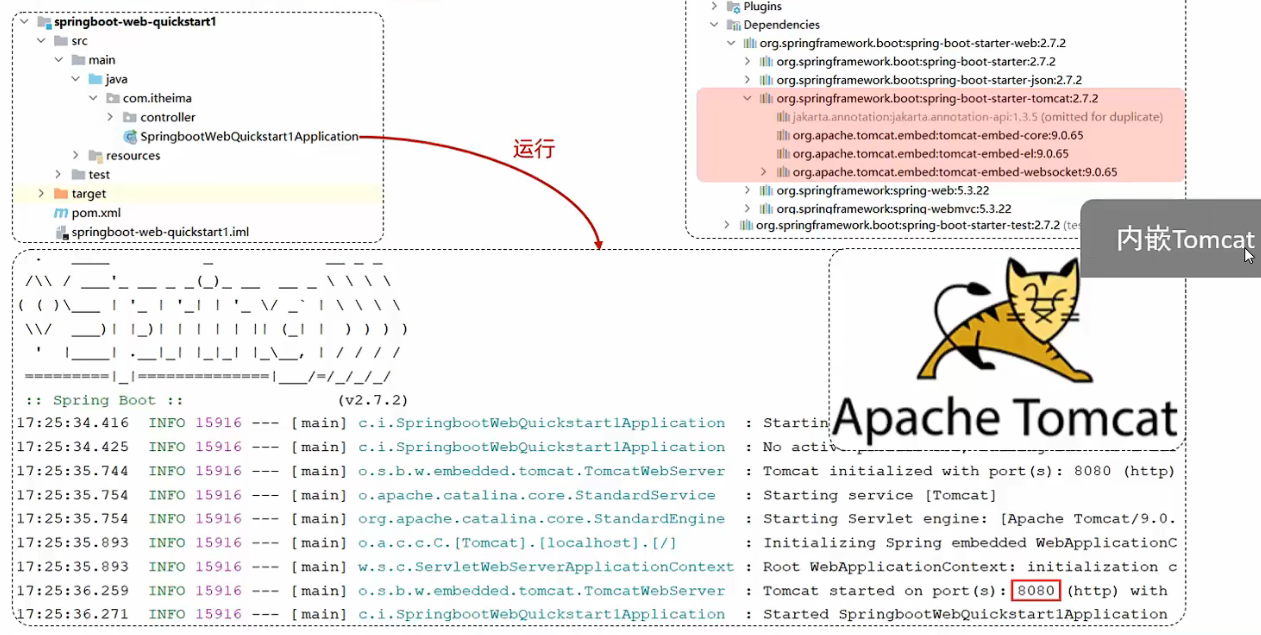 springboot-web-quickstart1
src
main
java
com.itheima
controller
SpringbootWebQuickstart1Application
resources
test
target
pom.xml
springboot-web-quickstart1.iml
运行
Plugins
Dependencies
org.springframework.boot:spring-boot-starter-web:2.7.2
org.springframework.boot:spring-boot-starter:2.7.2
org.springframework.boot:spring-boot-starter-json:2.7.2
org.springframework.boot:spring-boot-starter-tomcat:2.7.2
jakarta.annotation:jakarta.annotation-api:1.3.5 (omitted for duplicate)
org.apache.tomcat.embed:tomcat-embed-core:9.0.65
org.apache.tomcat.embed:tomcat-embed-el:9.0.65
org.apache.tomcat.embed:tomcat-embed-websocket:9.0.65
org.springframework:spring-web:5.3.22
org.springframework:spring-webmvc:5.3.22
org.springframework.boot:spring-boot-starter-test:2.7.2 (tes
内嵌Tomcat
Apache Tomcat
:: Spring Boot :: (v2.7.2)
17:25:34.416 INFO 15916 --- [main] c.i.SpringbootWebQuickstart1Application : Startin
17:25:34.425 INFO 15916 --- [main] c.i.SpringbootWebQuickstart1Application : No activ
17:25:35.744 INFO 15916 --- [main] o.s.b.w.embedded.tomcat.TomcatWebServer : Tomcat initialized with port(s): 8080 (http)
17:25:35.754 INFO 15916 --- [main] o.apache.catalina.core.StandardService : Starting service [Tomcat]
17:25:35.754 INFO 15916 --- [main] org.apache.catalina.core.StandardEngine : Starting Servlet engine: [Apache Tomcat/9.0.
17:25:35.893 INFO 15916 --- [main] o.a.c.c.C.[Tomcat].[localhost].[/] : Initializing Spring embedded WebApplicationC
17:25:35.893 INFO 15916 --- [main] w.s.c.ServletWebServerApplicationContext : Root WebApplicationContext: initialization c
17:25:36.259 INFO 15916 --- [main] o.s.b.w.embedded.tomcat.TomcatWebServer : Tomcat started on port(s): 8080 (http) with
17:25:36.271 INFO 15916 --- [main] c.i.SpringbootWebQuickstart1Application : Started SpringbootWebQuickstart1Application